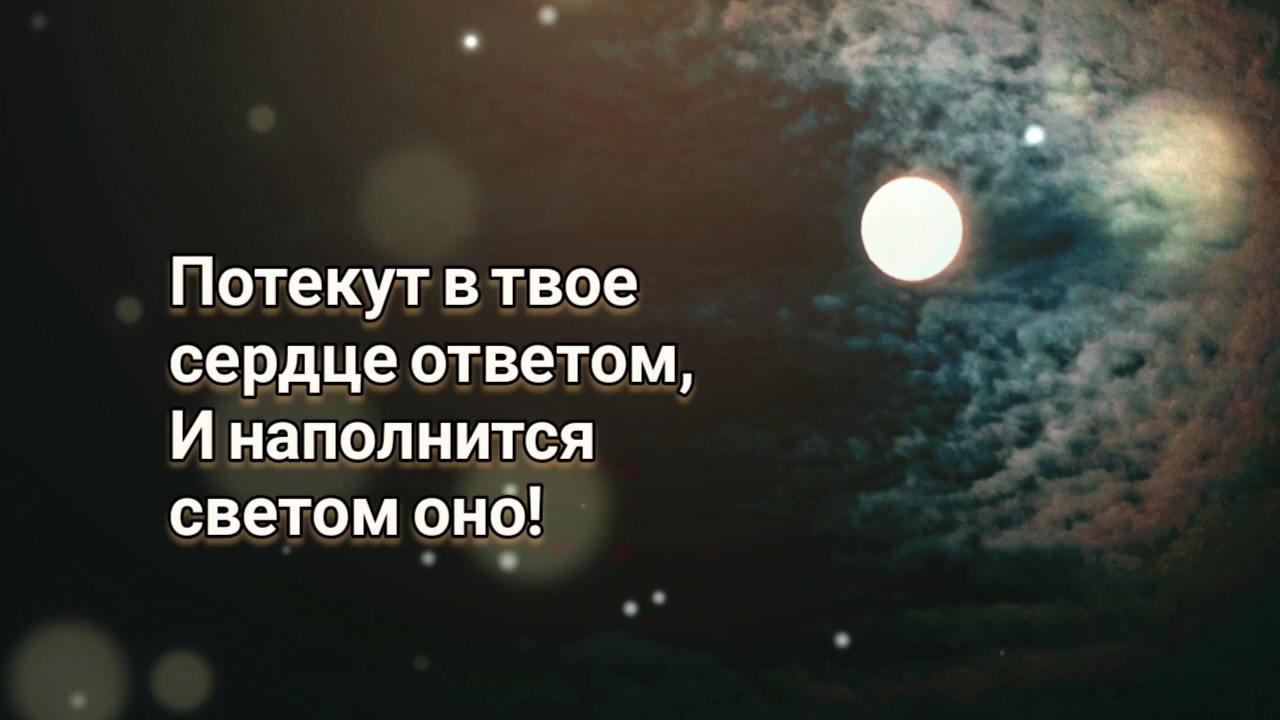 Потекут в твое
сердце ответом,
И наполнится
светом оно!